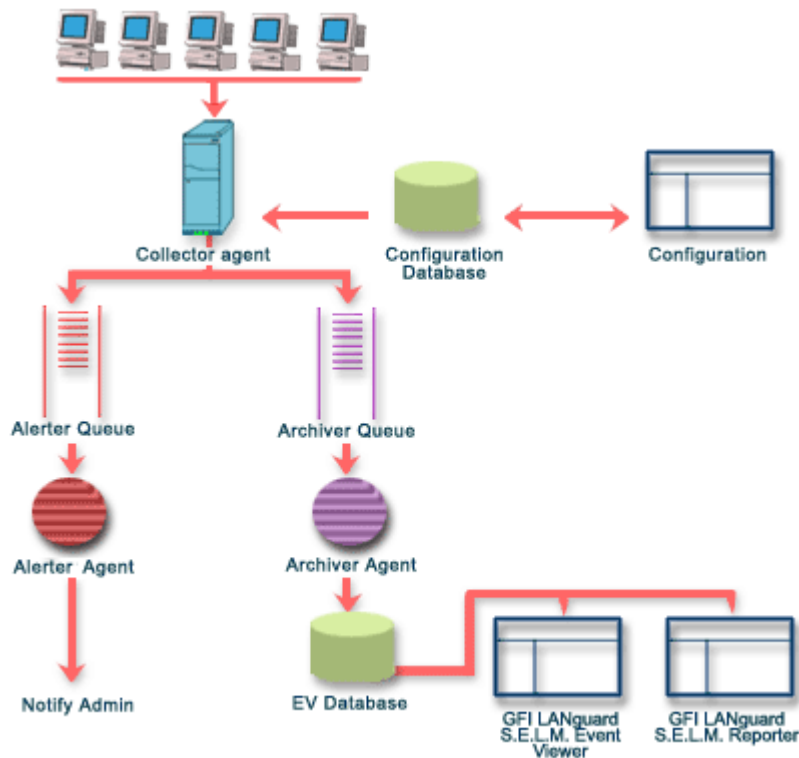 Collector agent
Configuration
Database
Configuration
Alerter Queue
Archiver Queue
Alerter Agent
Archiver Agent
Notify Admin
EV Database
GFI LANguard
S.E.L.M. Event
Viewer
GFI LANguard
S.E.L.M. Reporter